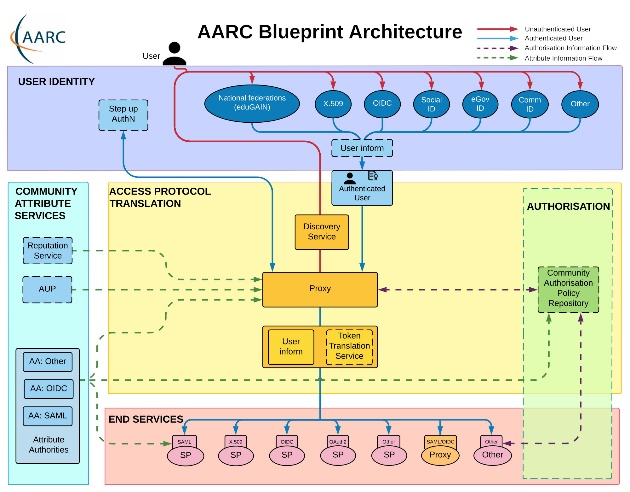 AARC
AARC Blueprint Architecture
Unauthenticated User
Authenticated User
Authorisation Information Flow
Attribute Information Flow
User
USER IDENTITY
National federations
(eduGAIN)
X.509
OIDC
Social
ID
eGov
ID
Comm
ID
Other
Step up
AuthN
User inform
Authenticated
User
COMMUNITY
ATTRIBUTE
SERVICES
ACCESS PROTOCOL
TRANSLATION
AUTHORISATION
Discovery
Service
Reputation
Service
AUP
Proxy
Community
Authorisation
Policy
Repository
User
inform
Token
Translation
Service
AA: Other
AA: OIDC
AA: SAML
Attribute
Authorities
END SERVICES
SAML
SP
X.509
SP
OIDC
SP
OAuth2
SP
Other
SP
SAML/OIDC
Proxy
Other
Other